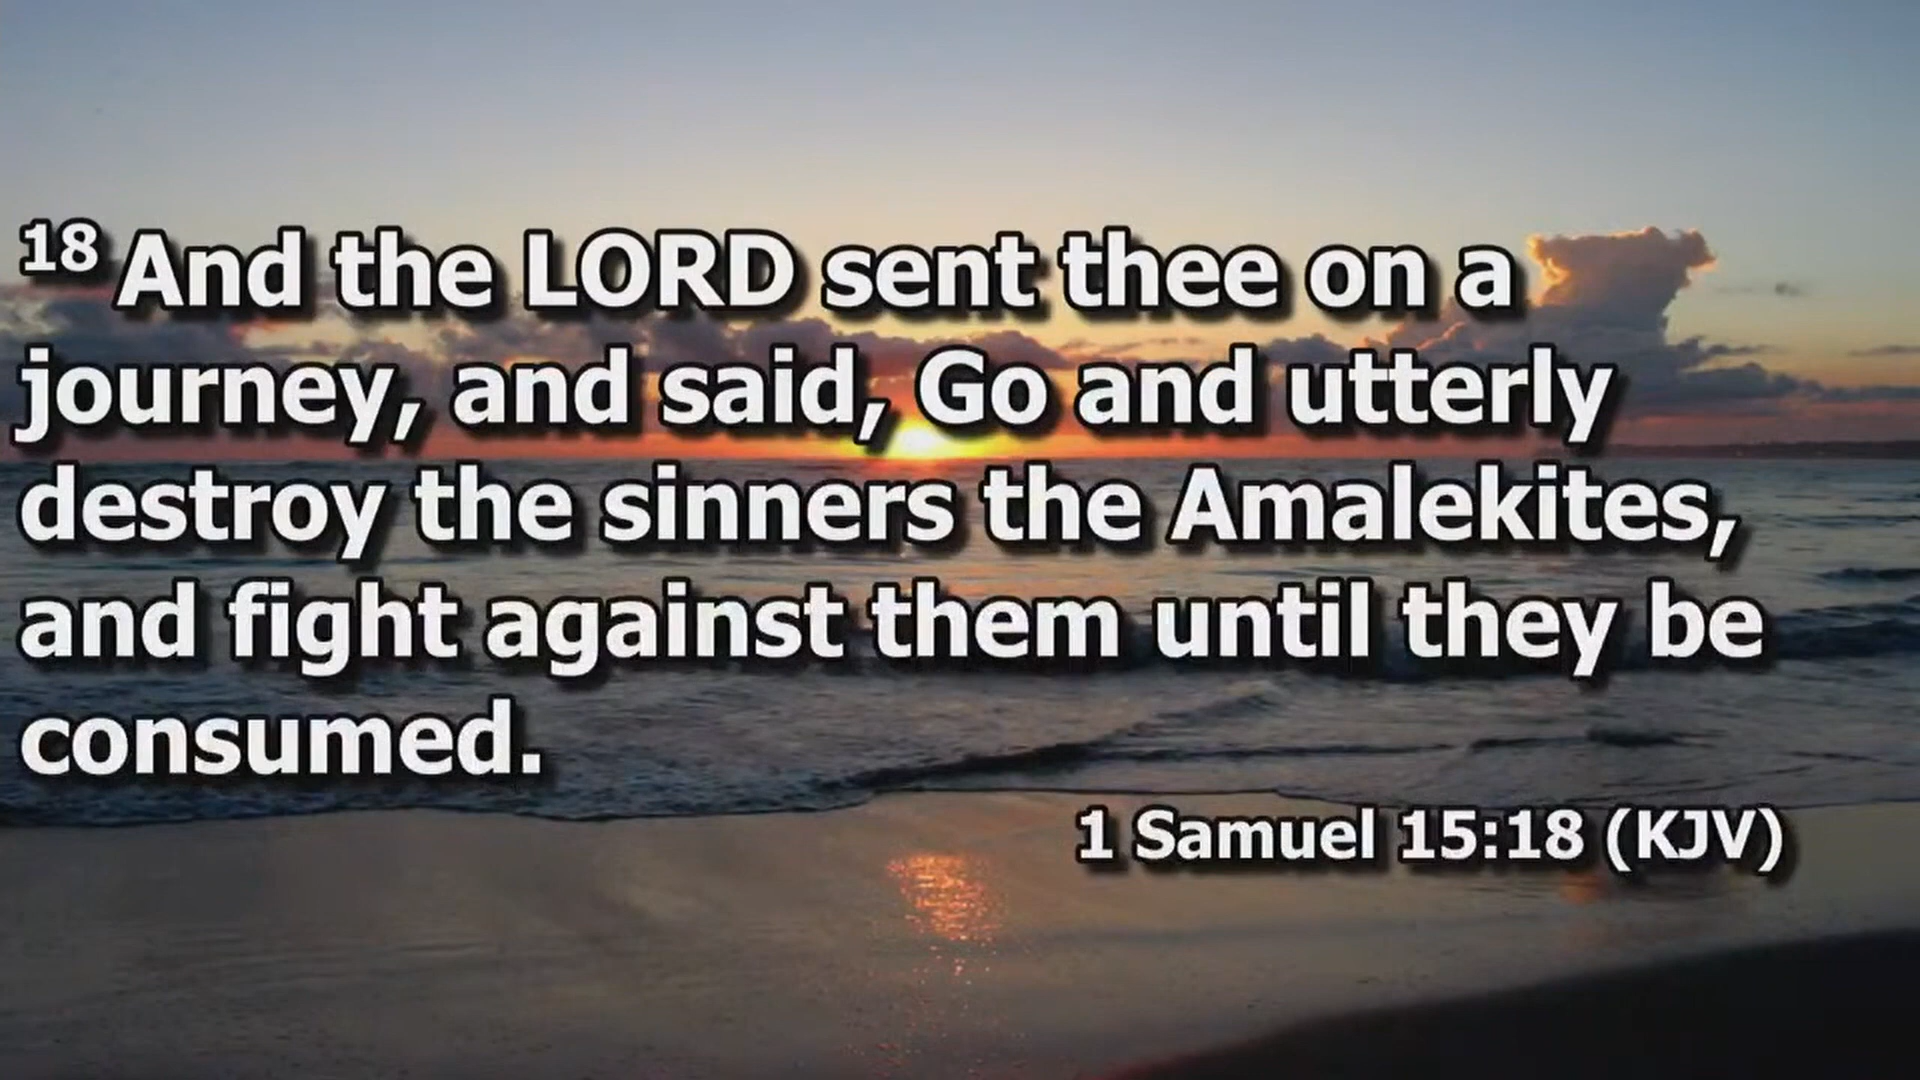 18 And the LORD sent thee on a
journey, and said, Go and utterly
destroy the sinners the Amalekites,
and fight against them until they be
consumed.
1 Samuel 15:18 (KJV)